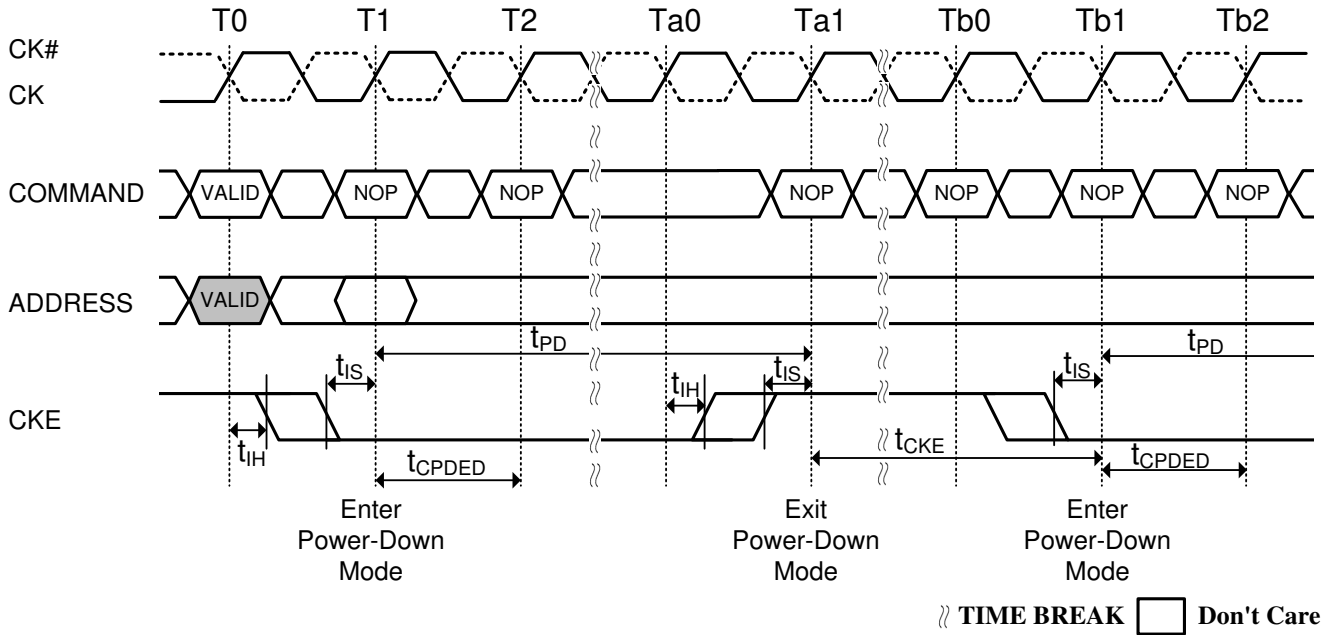 T0 T1 T2 Ta0 Ta1 Tb0 Tb1 Tb2
CK#
CK
COMMAND VALID NOP NOP NOP NOP NOP NOP
ADDRESS VALID
tPD tPD
tIS tIS tIS
tIH
CKE
tIH tCPDED tCKE tCPDED
Enter Exit Enter
Power-Down Power-Down Power-Down
Mode Mode Mode
TIME BREAK Don't Care